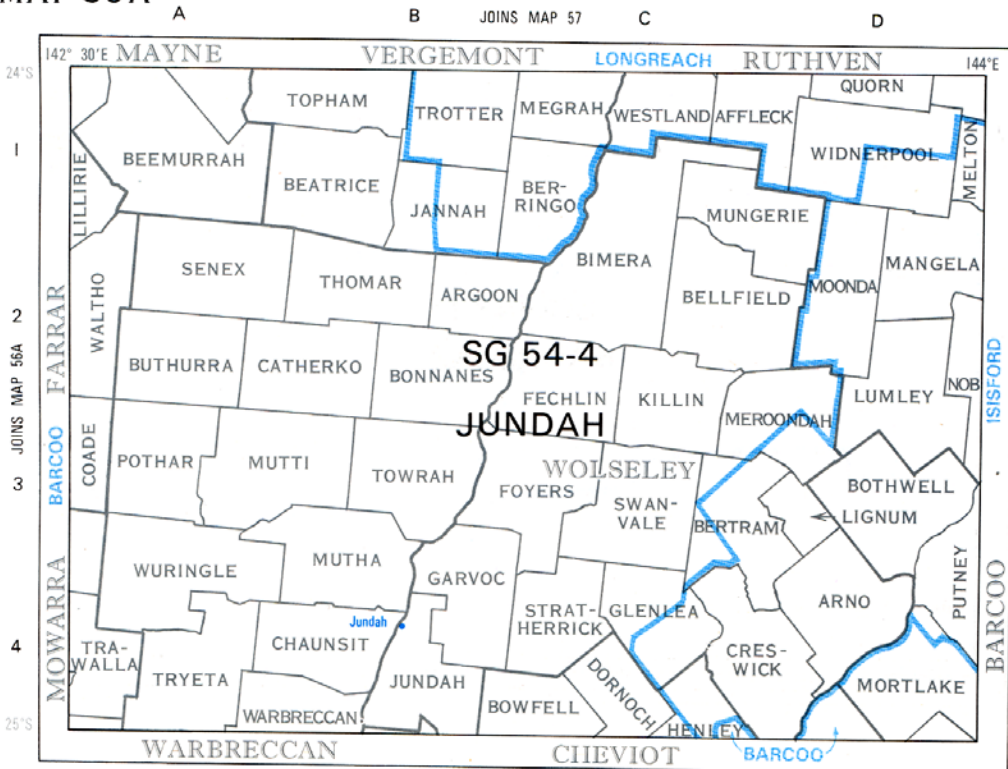 A
B
JOINS MAP 57
C
D
142° 30'E
MAYNE
VERGEMONT
LONGREACH
RUTHVEN
144°E
24°S
TOPHAM
TROTTER
MEGRAH
WESTLAND
AFFLECK
QUORN
1
BEEMURRAH
BEATRICE
JANNAH
BER-
RINGO
WIDNERPOOL
MELTON
LILLIRIE
MUNGERIE
BIMERA
SENEX
THOMAR
ARGOON
BELLFIELD
MOONDA
MANGELA
2
WALTHO
FARRAR
JOINS MAP 56A
BUTHURRA
CATHERKO
BONNANES
SG 54-4
FECHLIN
KILLIN
MEROONDAH
LUMLEY
NOB
ISISFORD
JUNDAH
BARCOO
COADE
3
POTHAR
MUTTI
TOWRAH
WOLSELEY
FOYERS
SWAN-
VALE
BERTRAM
LIGNUM
BOTHWELL
WURINGLE
MUTHA
GARVOC
STRAT-
HERRICK
GLENLEA
ARNO
PUTNEY
BARCOO
MOWARRA
4
TRA-
WALLA
Jundah
CHAUNSIT
TRYETA
JUNDAH
CRES-
WICK
DORNOCH
MORTLAKE
WARBRECCAN
BOWFELL
HENLEY
25°S
WARBRECCAN
CHEVIOT
BARCOO